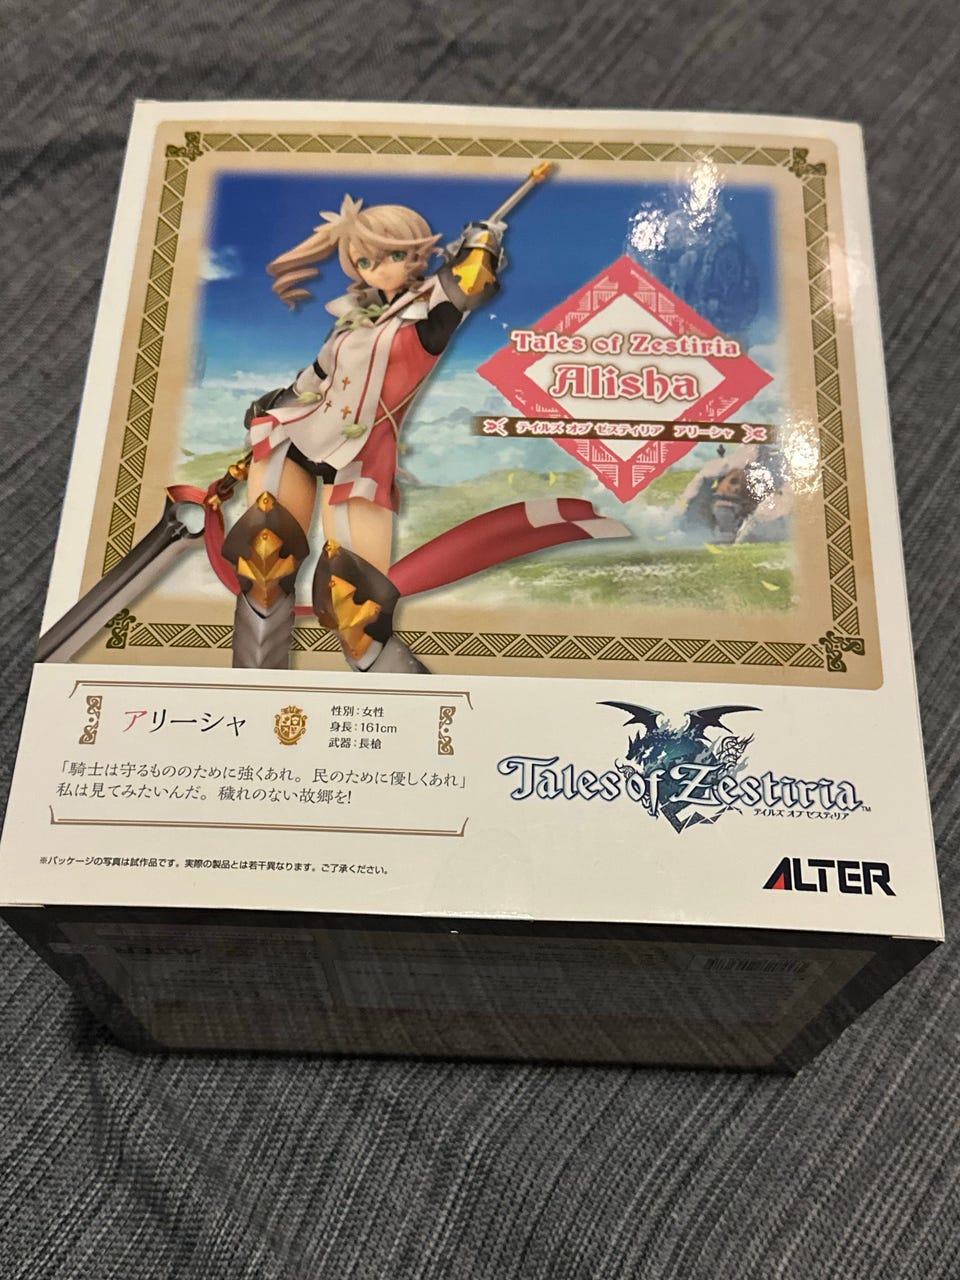 Tales of Zestiria
Alisha
テイルズ オブ ゼスティリア アリーシャ
アリーシャ
性別：女性
身長：161cm
武器：長槍
「騎士は守るもののために強くあれ。民のために優しくあれ」
私は見てみたいんだ。穢れのない故郷を!
Tales of Zestiria™
テイルズ オブ ゼスティリア
※パッケージの写真は試作品です。実際の製品とは若干異なります。ご了承ください。
ALTER